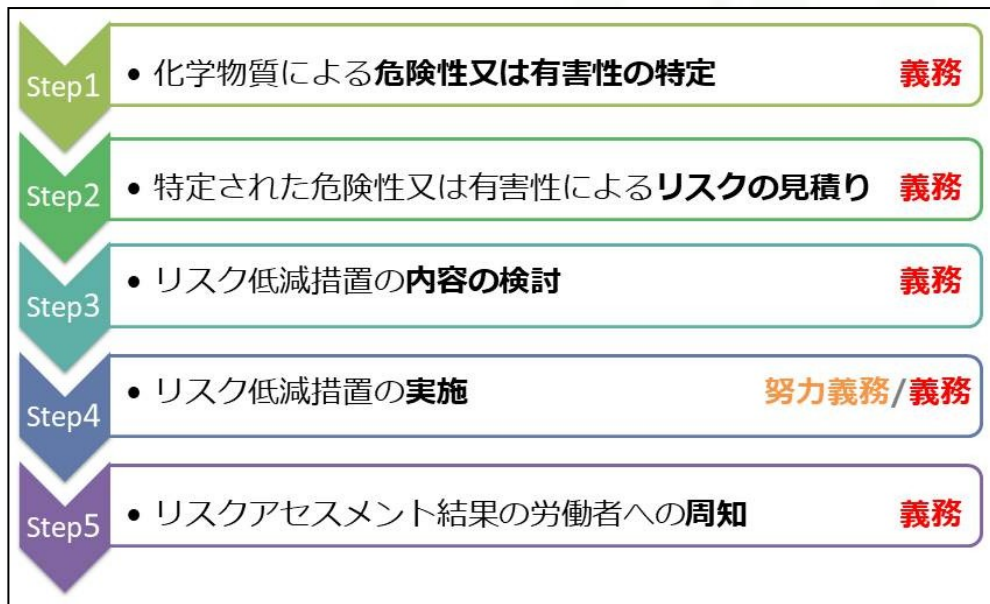 Step1
• 化学物質による危険性又は有害性の特定 義務
Step2
• 特定された危険性又は有害性によるリスクの見積り 義務
Step3
• リスク低減措置の内容の検討 義務
Step4
• リスク低減措置の実施 努力義務/義務
Step5
• リスクアセスメント結果の労働者への周知 義務